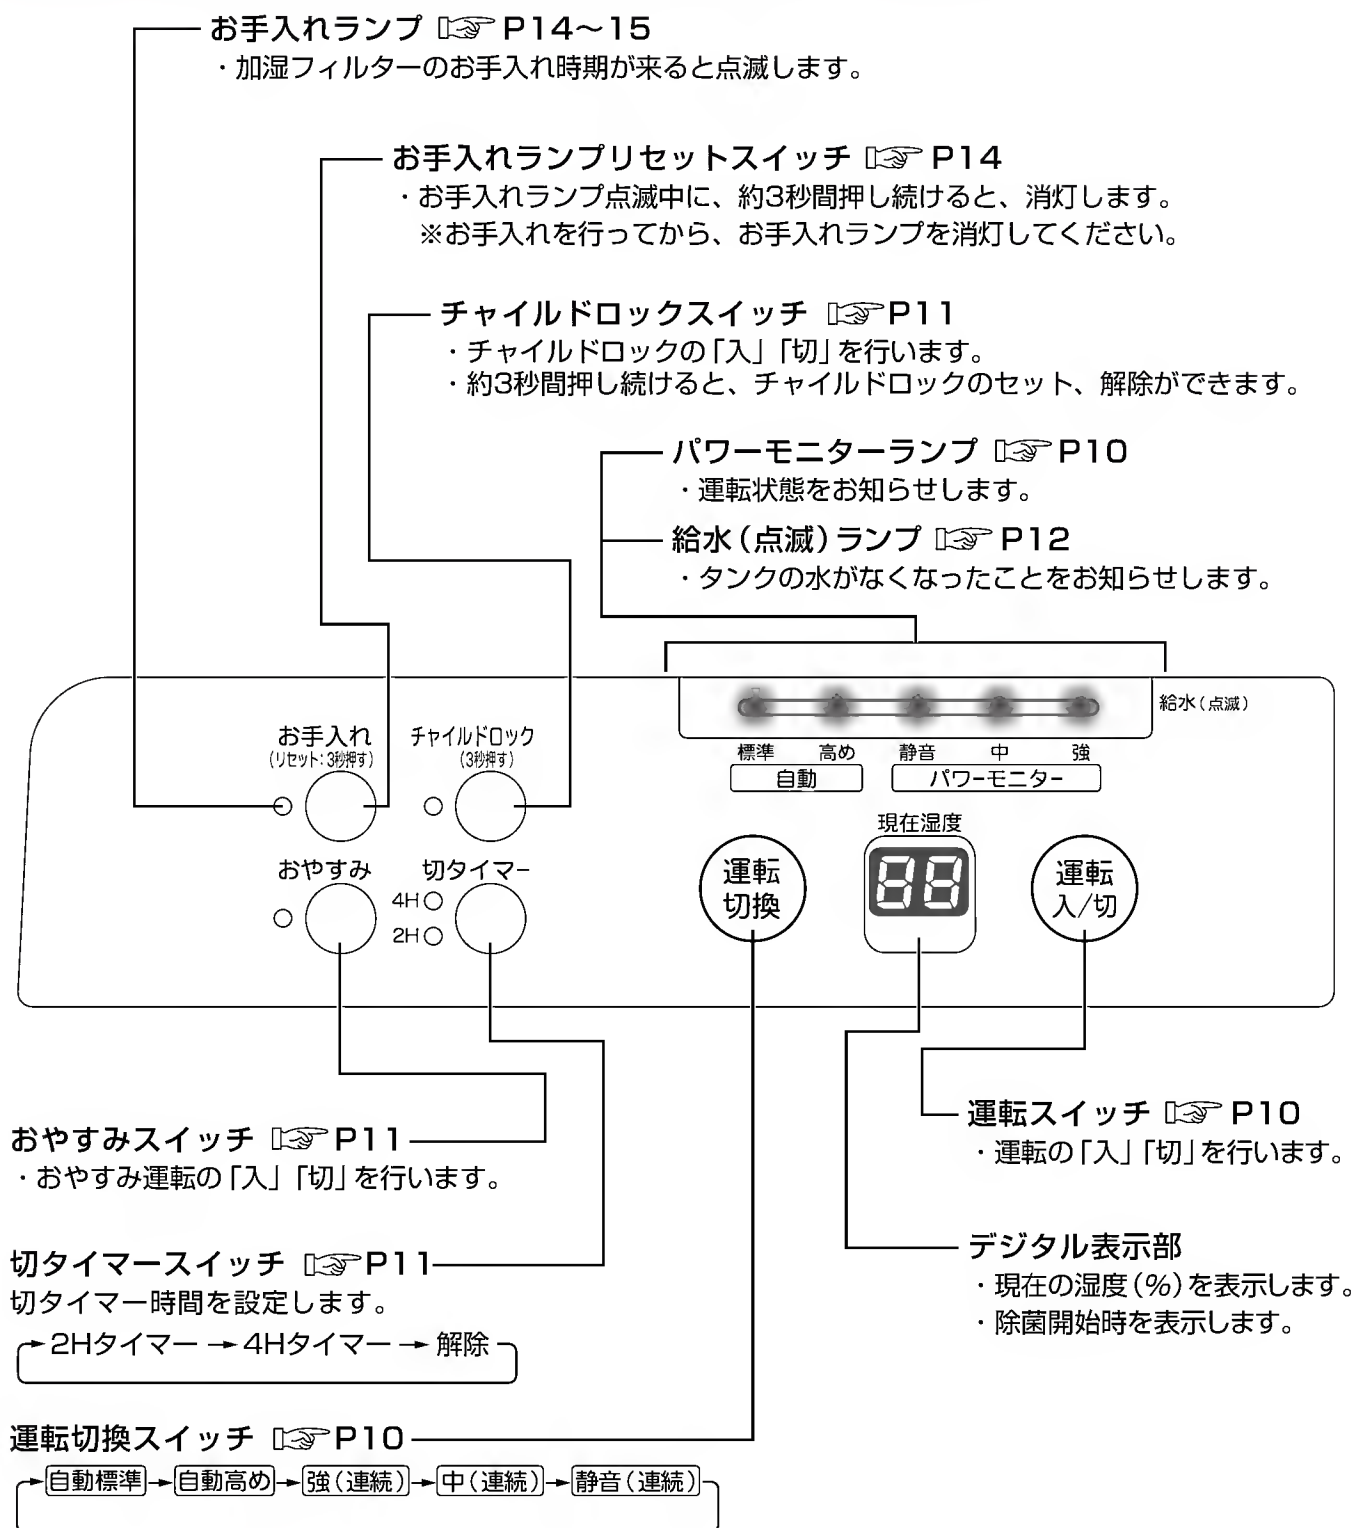 お手入れランプ ☞ P14～15
・加湿フィルターのお手入れ時期が来ると点滅します。
お手入れランプリセットスイッチ ☞ P14
・お手入れランプ点滅中に、約3秒間押し続けると、消灯します。
※お手入れを行ってから、お手入れランプを消灯してください。
チャイルドロックスイッチ ☞P11
・チャイルドロックの「入」「切」を行います。
・約3秒間押し続けると、チャイルドロックのセット、解除ができます。
パワーモニターランプ ☞ P10
・運転状態をお知らせします。
給水（点滅）ランプ ☞ P12
・タンクの水がなくなったことをお知らせします。
給水（点滅）
標準 高め 静音 中 強
自動 パワーモニター
お手入れ
（リセット：3秒押す）
チャイルドロック
（3秒押す）
現在湿度
88
おやすみ
切タイマー
4H
2H
運転
切換
運転
入/切
おやすみスイッチ ☞ P11
・おやすみ運転の「入」「切」を行います。
切タイマースイッチ ☞P11
切タイマー時間を設定します。
→2Hタイマー → 4Hタイマー → 解除
運転切換スイッチ ☞P10
→自動標準→自動高め→強（連続）→中（連続）→静音（連続）
運転スイッチ ☞ P10
・運転の「入」「切」を行います。
デジタル表示部
・現在の湿度（%）を表示します。
・除菌開始時を表示します。